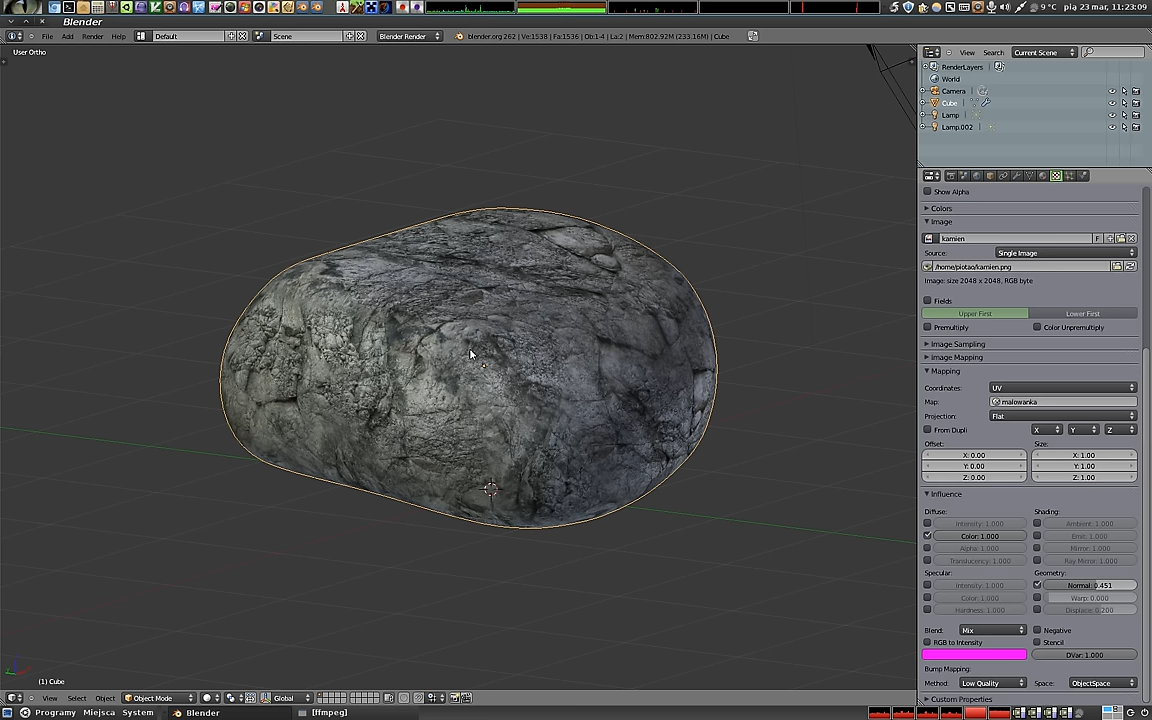 9 °C pią 23 mar, 11:23:09
Blender
File Add Render Help Default Scene Blender Render blender.org 262 | Ve:1538 | Fa:1536 | Ob:1-4 | La:2 | Mem:802.92M (233.16M) | Cube
User Ortho
View Search: Current Scene
RenderLayers
World
Camera
Cube
Lamp
Lamp.002
Show Alpha
Colors
Image
kamien F
Source: Single Image
/home/piotao/kamien.png
Image: size 2048 x 2048, RGB byte
Fields
Upper First Lower First
Premultiply Color Unpremultiply
Image Sampling
Image Mapping
Mapping
Coordinates: UV
Map: malowanka
Projection: Flat
From Dupli X Y Z
Offset: Size:
X: 0.00 X: 1.00
Y: 0.00 Y: 1.00
Z: 0.00 Z: 1.00
Influence
Diffuse: Shading:
Intensity: 1.000 Ambient: 1.000
Color: 1.000 Emit: 1.000
Alpha: 1.000 Mirror: 1.000
Translucency: 1.000 Ray Mirror: 1.000
Specular: Geometry:
Intensity: 1.000 Normal: 0.451
Color: 1.000 Warp: 0.000
Hardness: 1.000 Displace: 0.200
Blend: Mix Negative
RGB to Intensity Stencil
DVar: 1.000
Bump Mapping:
Method: Low Quality Space: ObjectSpace
Custom Properties
(1) Cube
View Select Object Object Mode Global
Programy Miejsca System Blender [ffmpeg]